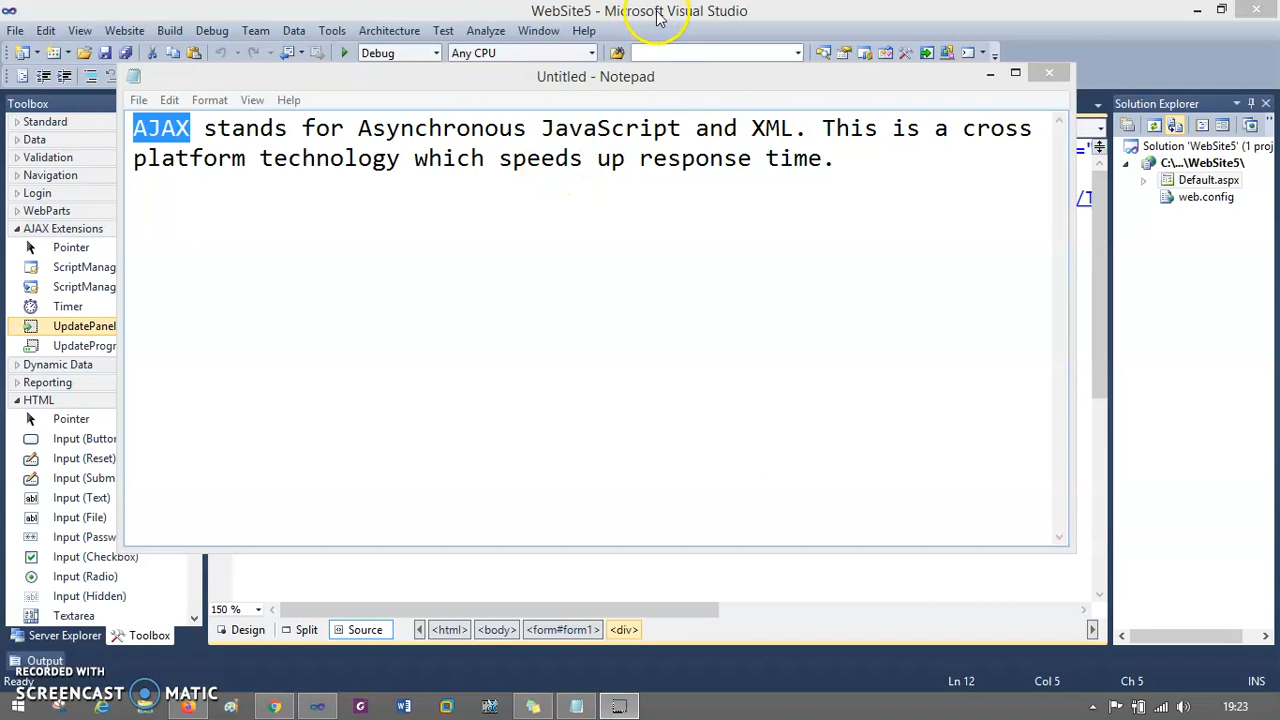 WebSite5 - Microsoft Visual Studio
File Edit View Website Build Debug Team Data Tools Architecture Test Analyze Window Help
Debug Any CPU
Untitled - Notepad
File Edit Format View Help
AJAX stands for Asynchronous JavaScript and XML. This is a cross
platform technology which speeds up response time.
Toolbox
Standard
Data
Validation
Navigation
Login
WebParts
AJAX Extensions
Pointer
ScriptManag
ScriptManag
Timer
UpdatePanel
UpdateProgr
Dynamic Data
Reporting
HTML
Pointer
Input (Button
Input (Reset)
Input (Subm
Input (Text)
Input (File)
Input (Passw
Input (Checkbox)
Input (Radio)
Input (Hidden)
Textarea
Server Explorer Toolbox
Solution Explorer
Solution 'WebSite5' (1 proj
C:\...\WebSite5\
Default.aspx
web.config
150 %
Design Split Source <html> <body> <form#form1> <div>
Output
Ready Ln 12 Col 5 Ch 5 INS
RECORDED WITH
SCREENCAST MATIC
19:23